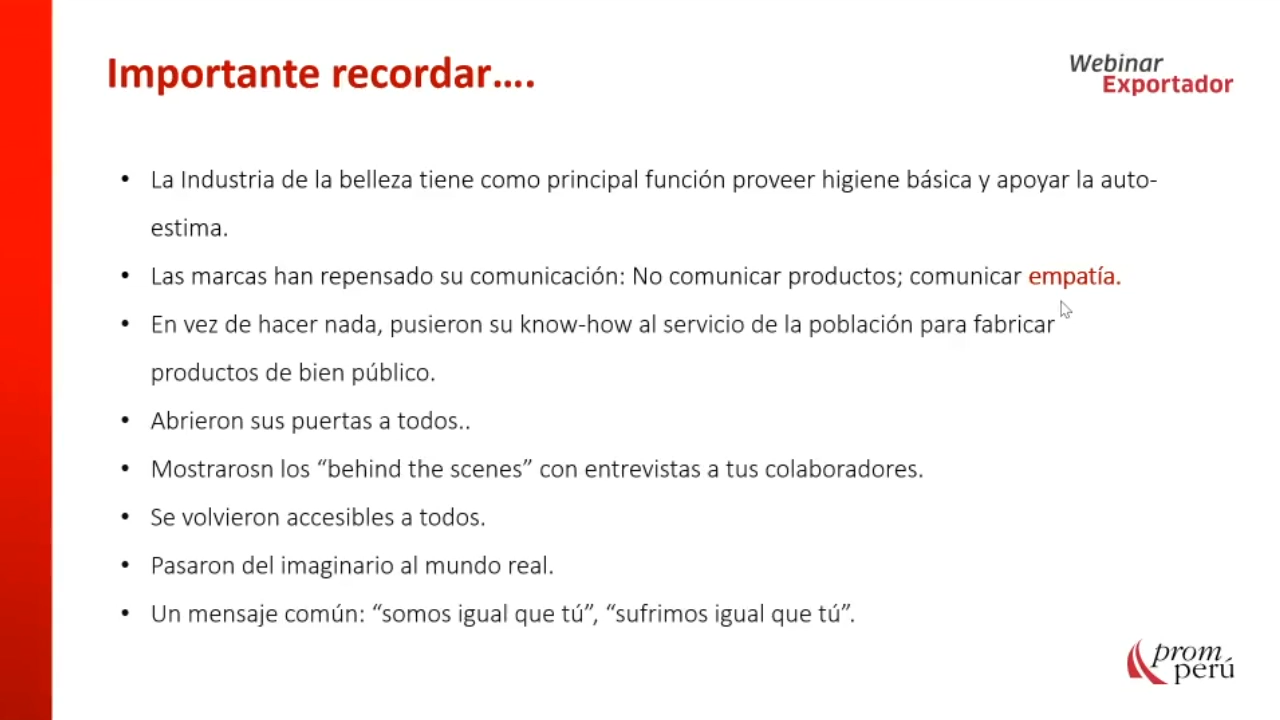 Importante recordar....
Webinar
Exportador
• La Industria de la belleza tiene como principal función proveer higiene básica y apoyar la auto-
estima.
• Las marcas han repensado su comunicación: No comunicar productos; comunicar empatía.
• En vez de hacer nada, pusieron su know-how al servicio de la población para fabricar
productos de bien público.
• Abrieron sus puertas a todos..
• Mostrarosn los “behind the scenes” con entrevistas a tus colaboradores.
• Se volvieron accesibles a todos.
• Pasaron del imaginario al mundo real.
• Un mensaje común: “somos igual que tú”, “sufrimos igual que tú”.
prom
perú